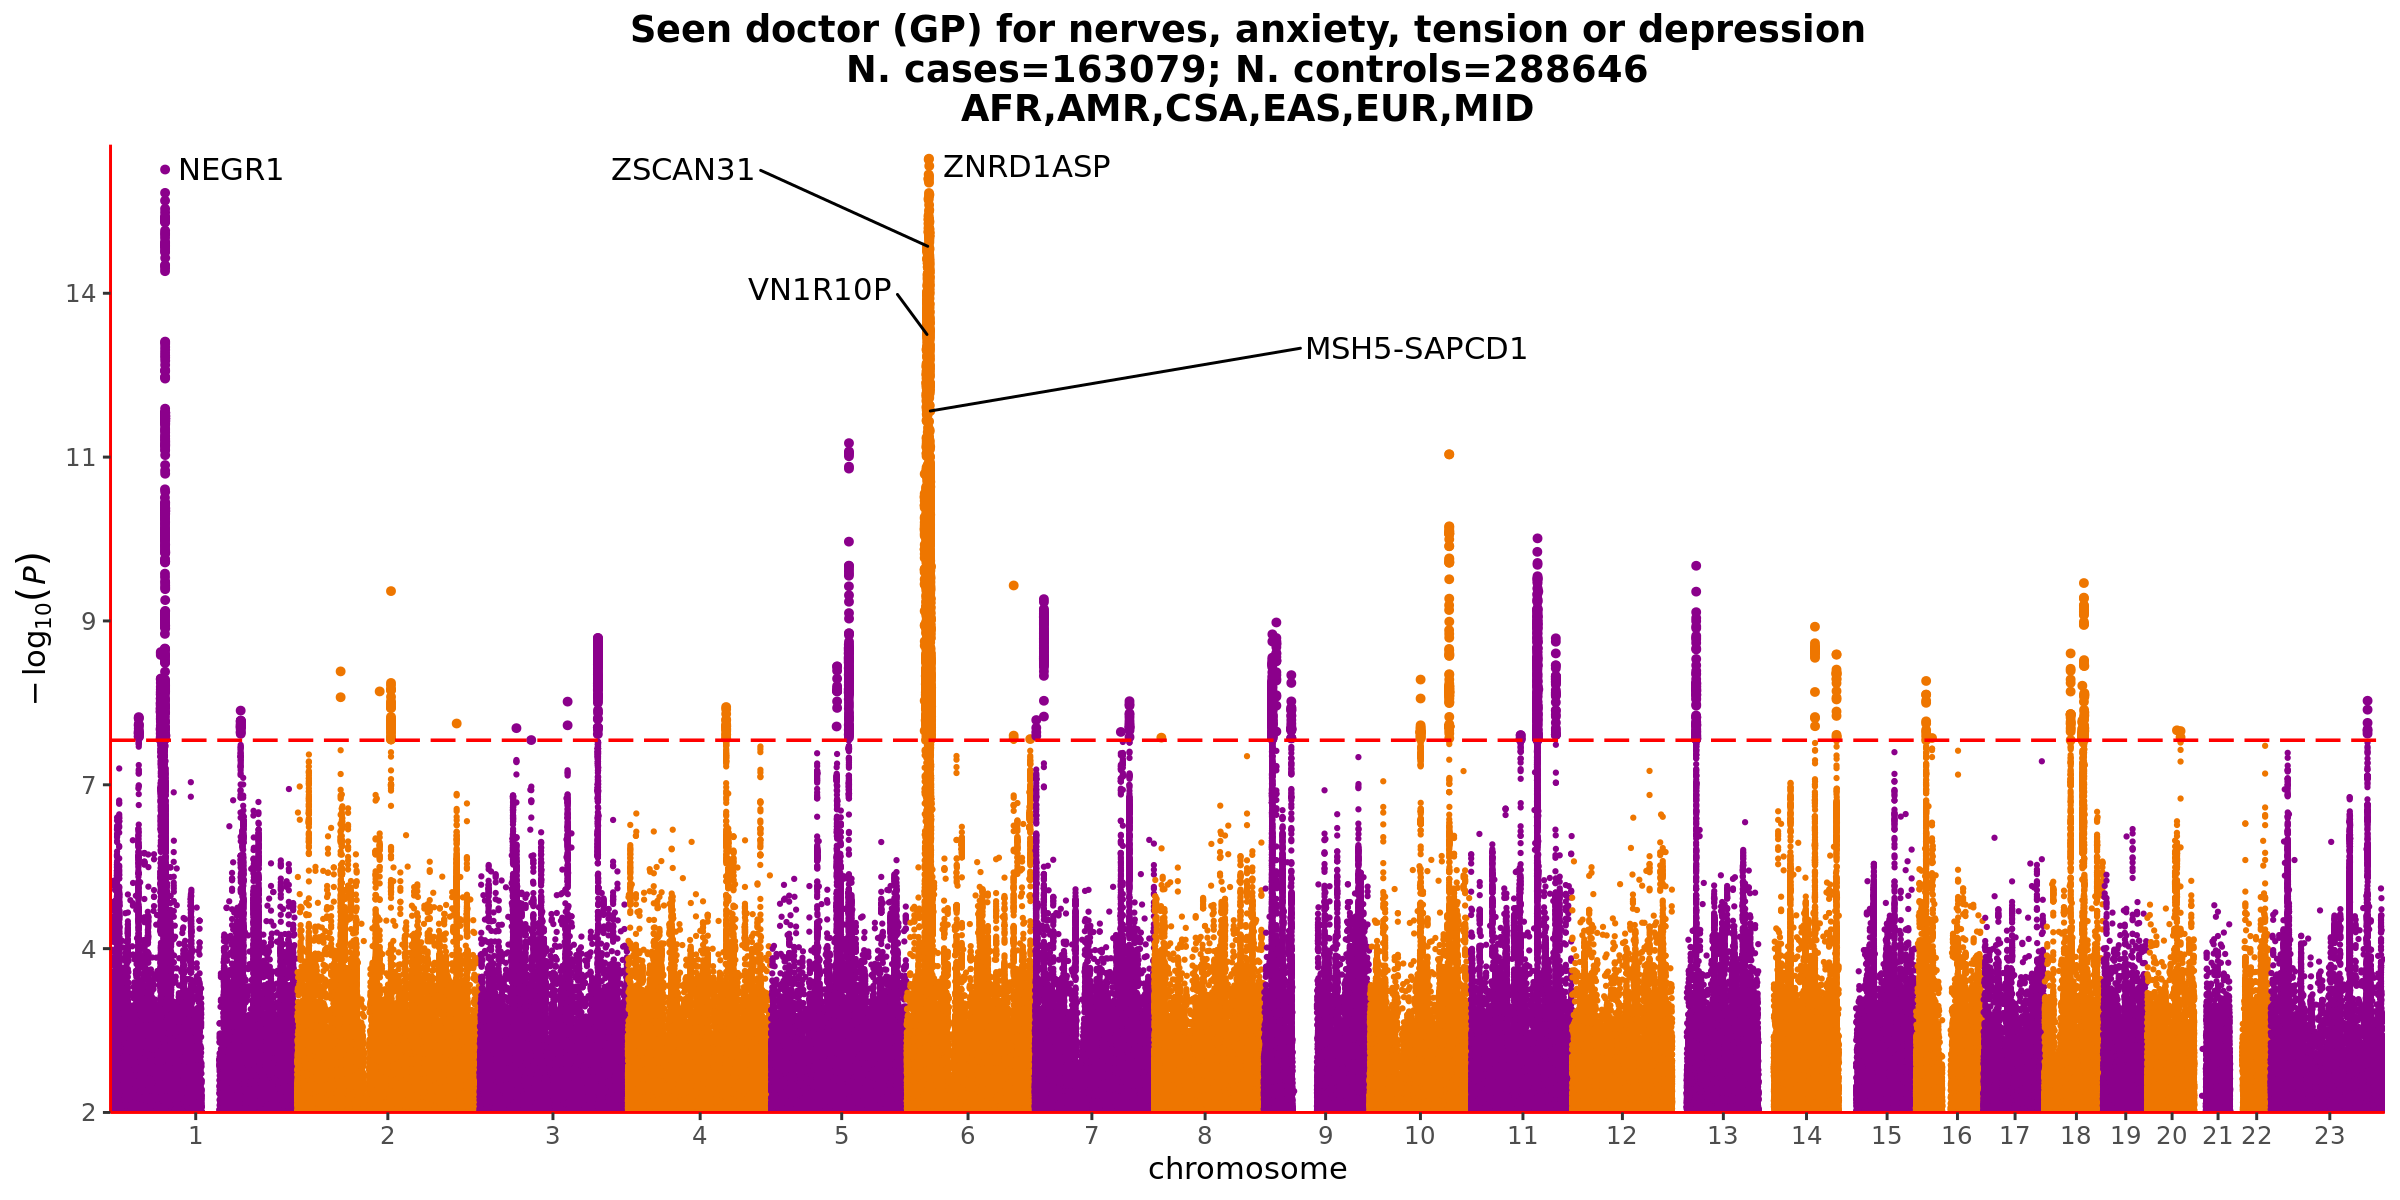 Seen doctor (GP) for nerves, anxiety, tension or depression
N. cases=163079; N. controls=288646
AFR,AMR,CSA,EAS,EUR,MID
NEGR1
ZSCAN31
ZNRD1ASP
VN1R10P
MSH5-SAPCD1
−log10(P)
14
11
9
7
4
2
1 2 3 4 5 6 7 8 9 10 11 12 13 14 15 16 17 18 19 20 21 22 23
chromosome